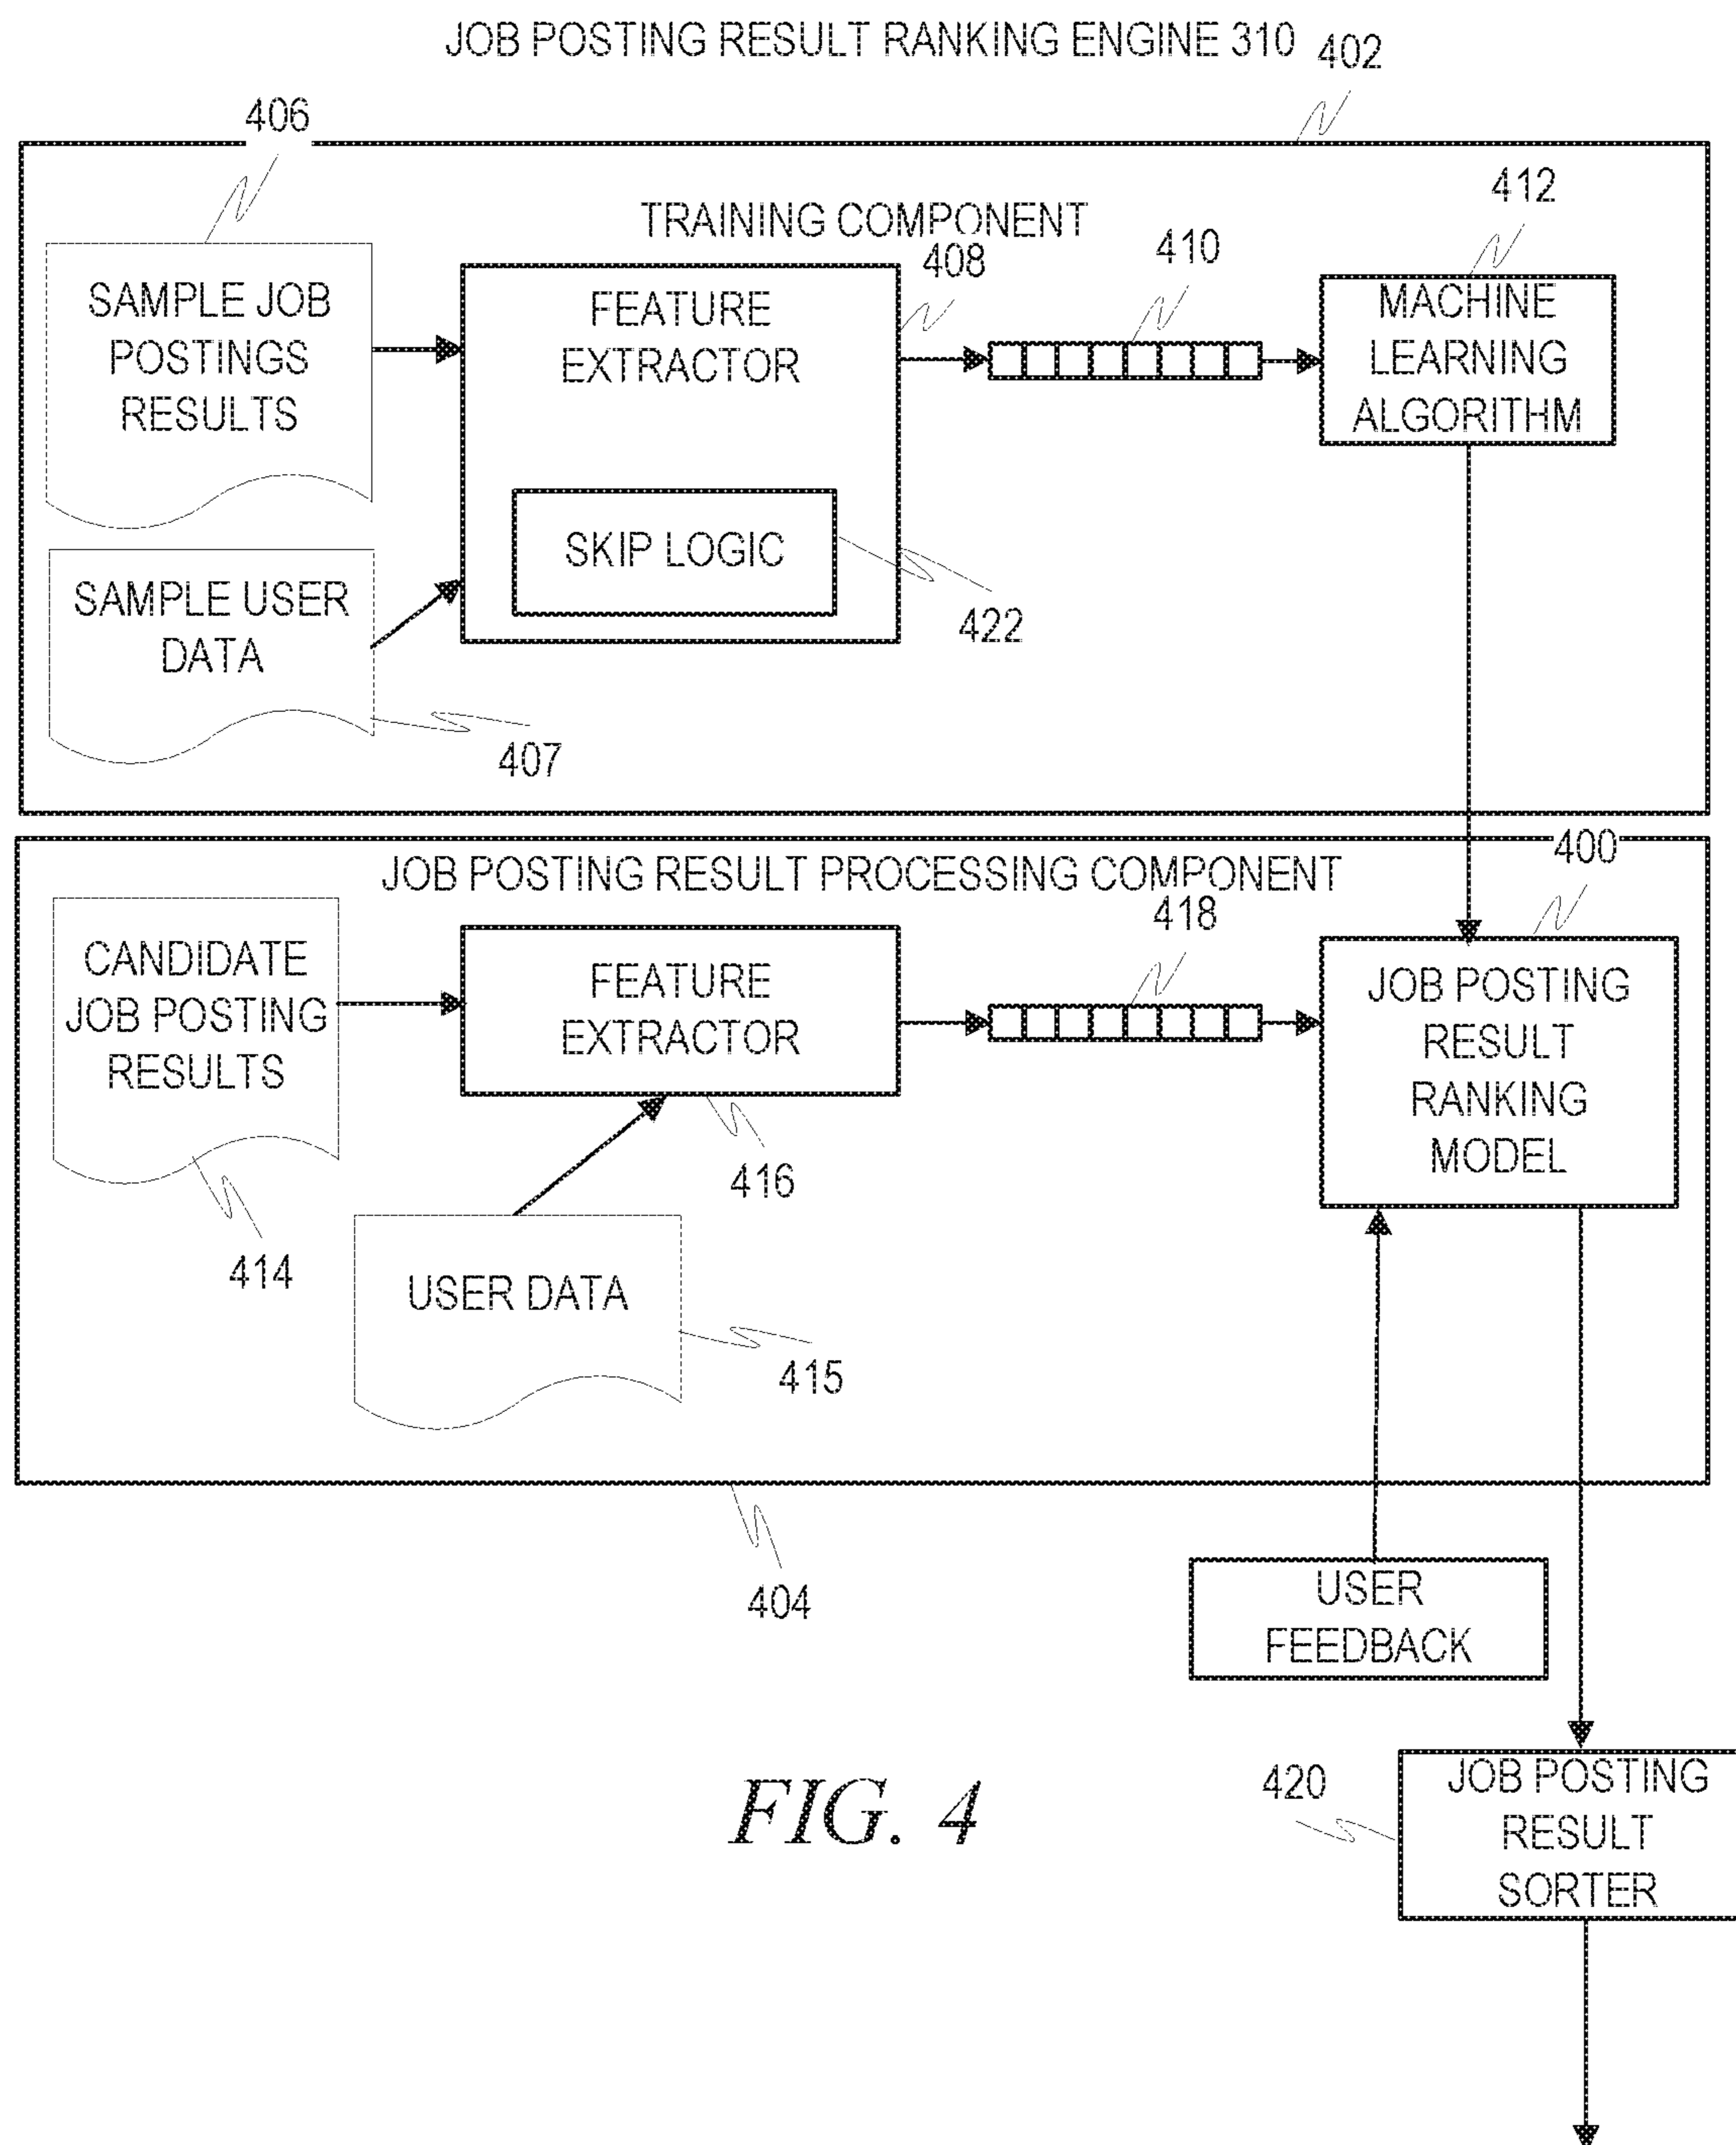 JOB POSTING RESULT RANKING ENGINE 310
402
406
412
TRAINING COMPONENT
408
410
SAMPLE JOB
POSTINGS
RESULTS
FEATURE
EXTRACTOR
MACHINE
LEARNING
ALGORITHM
SKIP LOGIC
422
SAMPLE USER
DATA
407
400
JOB POSTING RESULT PROCESSING COMPONENT
418
CANDIDATE
JOB POSTING
RESULTS
FEATURE
EXTRACTOR
JOB POSTING
RESULT
RANKING
MODEL
416
414
USER DATA
415
404
USER
FEEDBACK
FIG. 4
420
JOB POSTING
RESULT
SORTER